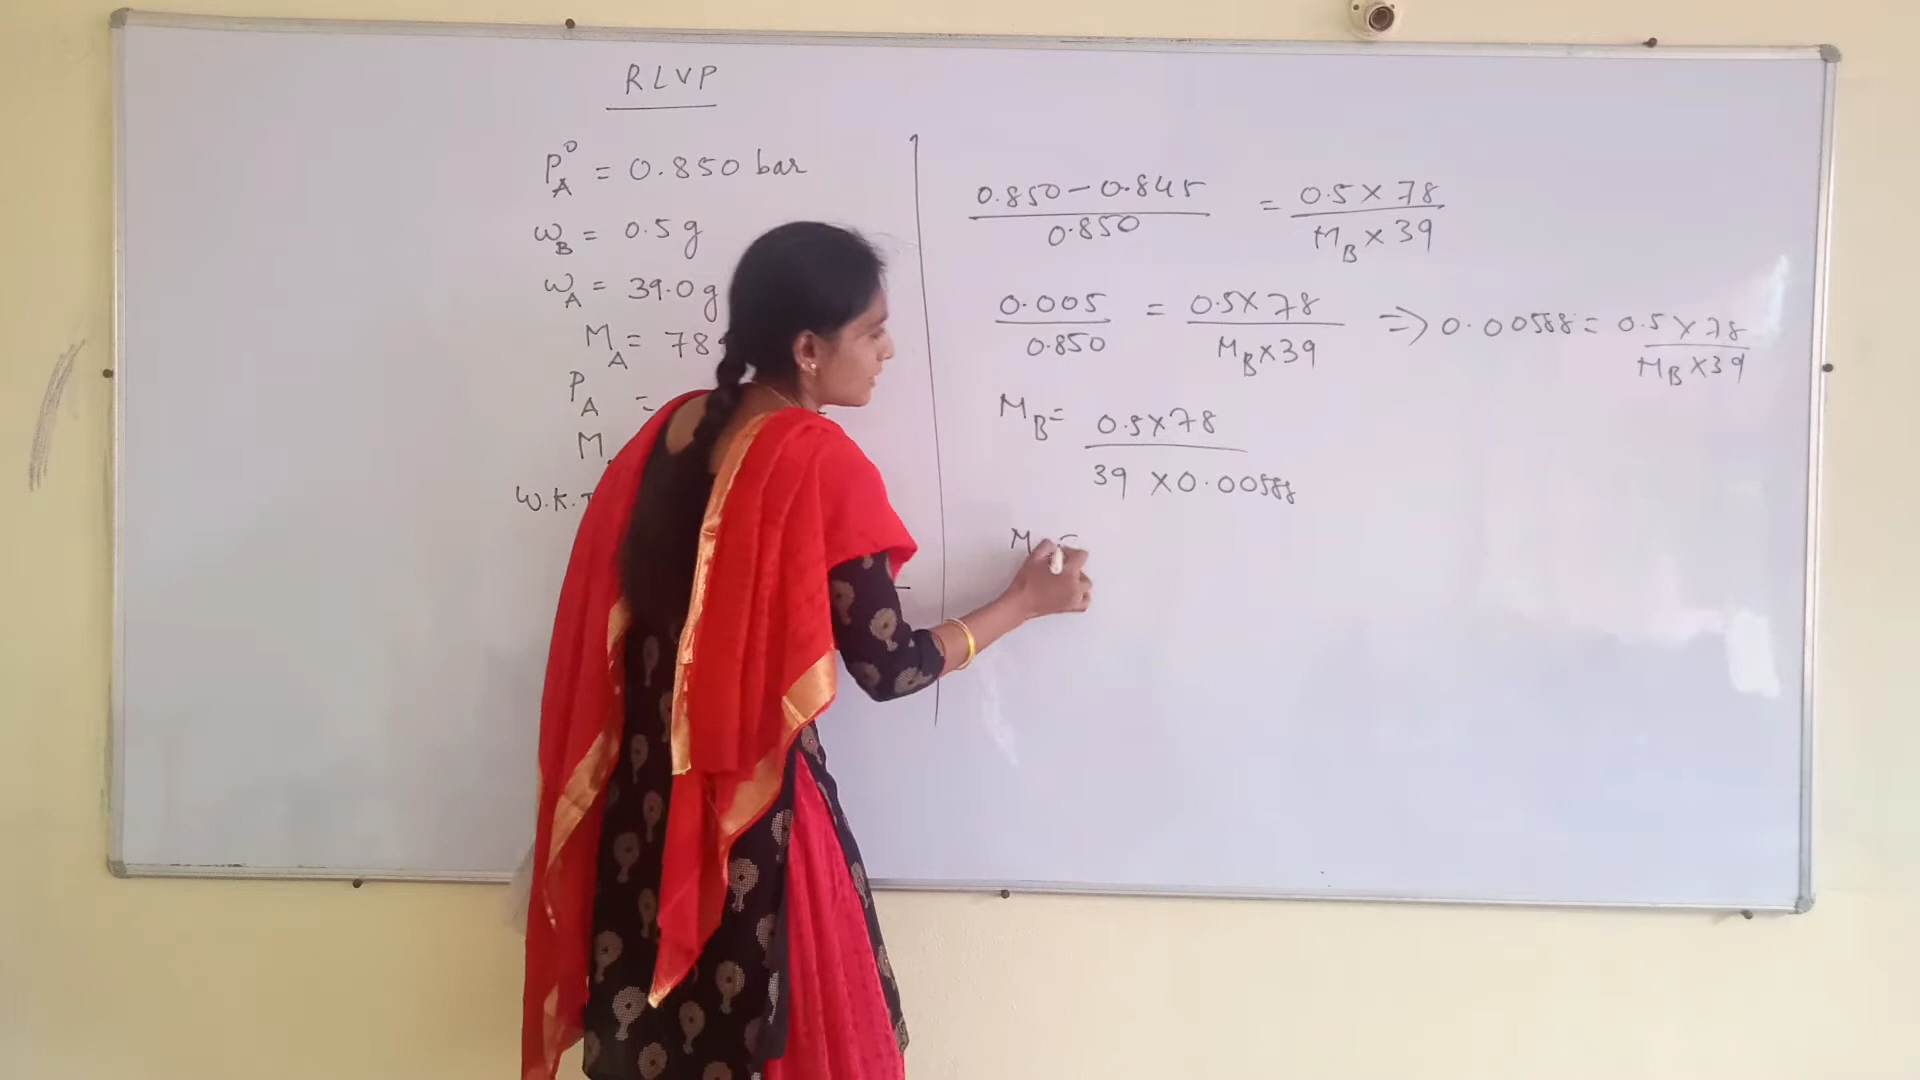 RLVP
P°A = 0.850 bar
wB = 0.5 g
wA = 39.0 g
MA = 78
PA =
M
W.K.T
0.850 - 0.845 / 0.850 = 0.5 × 78 / MB × 39
0.005 / 0.850 = 0.5 × 78 / MB × 39 ⇒ 0.00588 = 0.5 × 78 / MB × 39
MB = 0.5 × 78 / 39 × 0.00588
M =